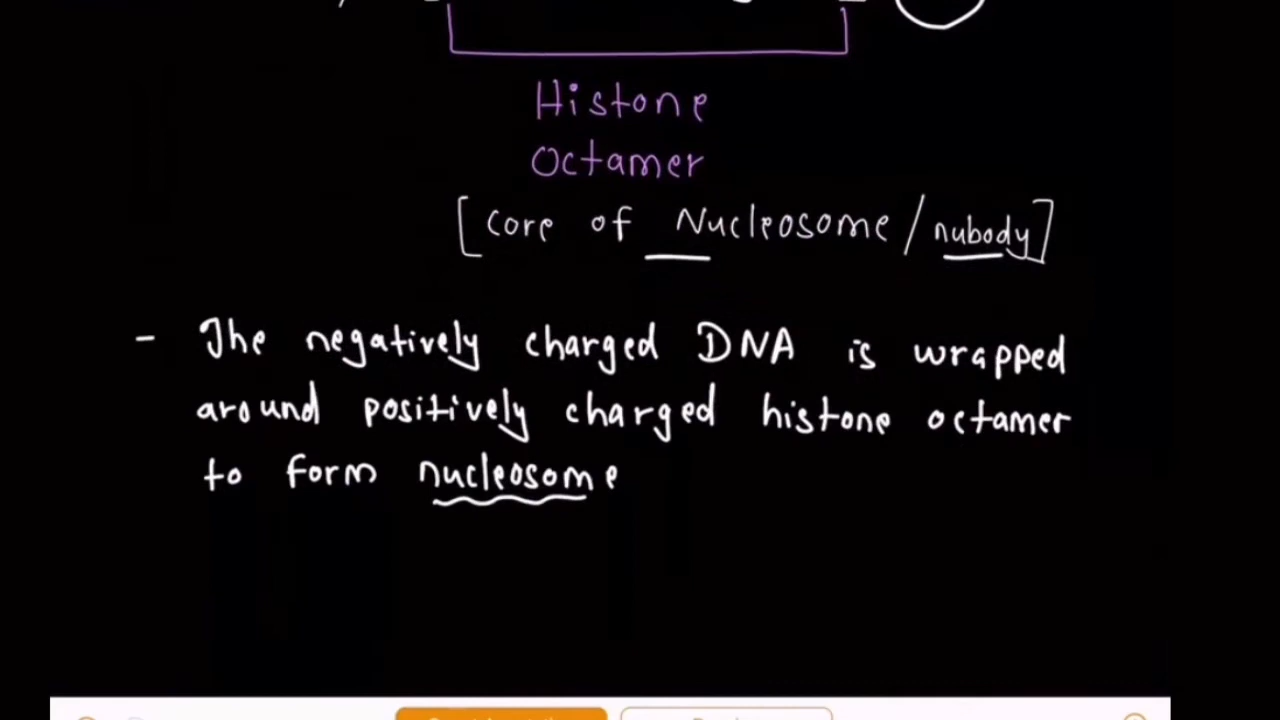 Histone
Octamer
[core of Nucleosome/nubody]
- The negatively charged DNA is wrapped
around positively charged histone octamer
to form nucleosome